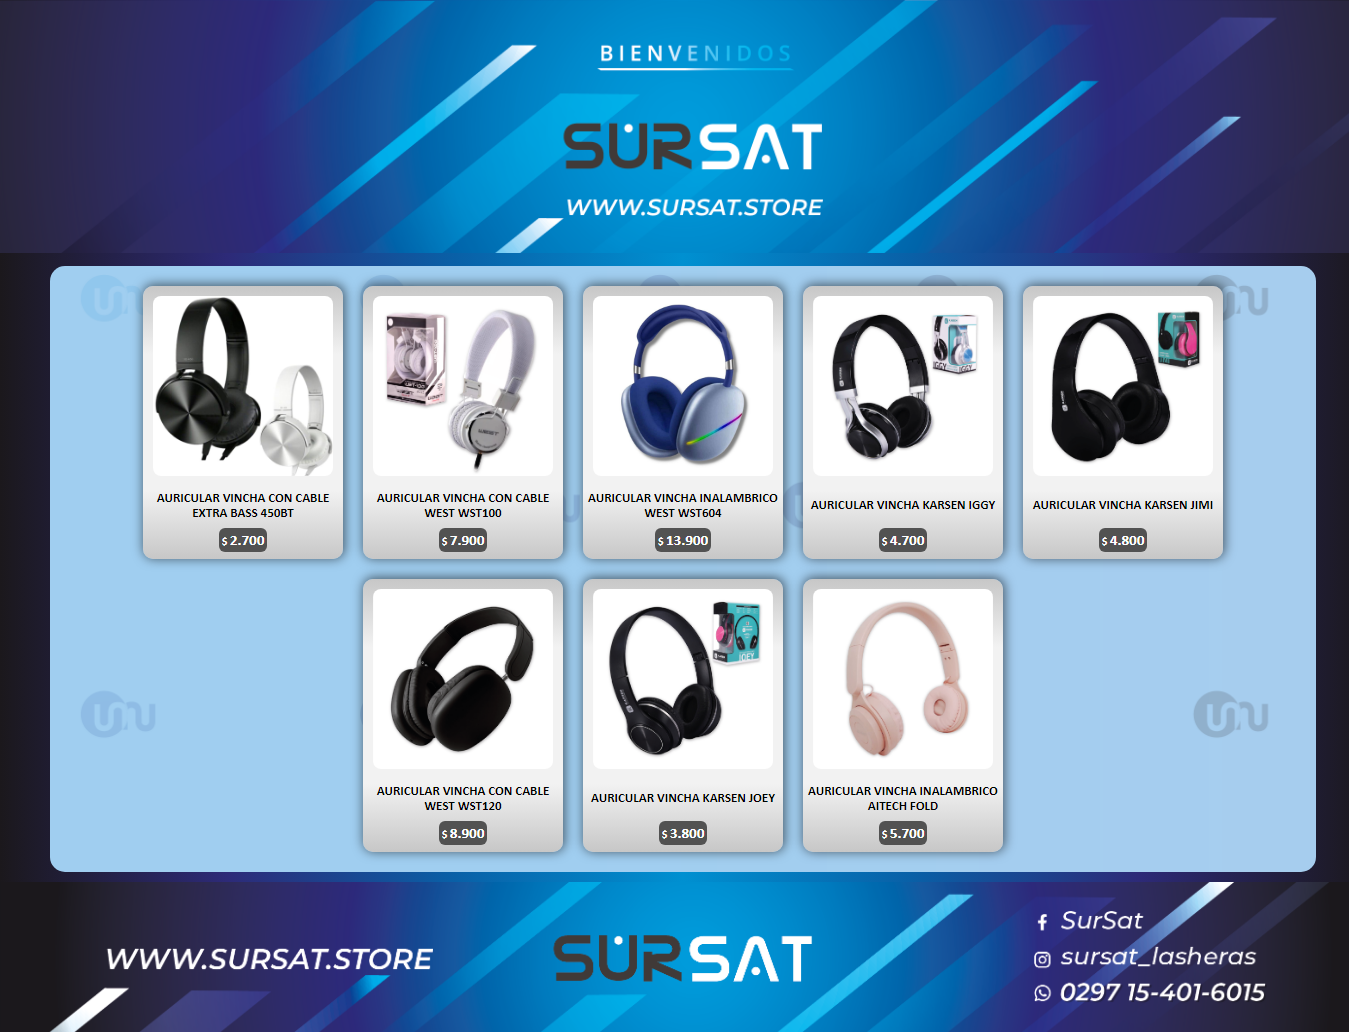 BIENVENIDOS
SURSAT
WWW.SURSAT.STORE
AURICULAR VINCHA CON CABLE
EXTRA BASS 450BT
$ 2.700
AURICULAR VINCHA CON CABLE
WEST WST100
$ 7.900
AURICULAR VINCHA INALAMBRICO
WEST WST604
$ 13.900
AURICULAR VINCHA KARSEN IGGY
$ 4.700
AURICULAR VINCHA KARSEN JIMI
$ 4.800
AURICULAR VINCHA CON CABLE
WEST WST120
$ 8.900
AURICULAR VINCHA KARSEN JOEY
$ 3.800
AURICULAR VINCHA INALAMBRICO
AITECH FOLD
$ 5.700
WWW.SURSAT.STORE
SURSAT
SurSat
sursat_lasheras
0297 15-401-6015